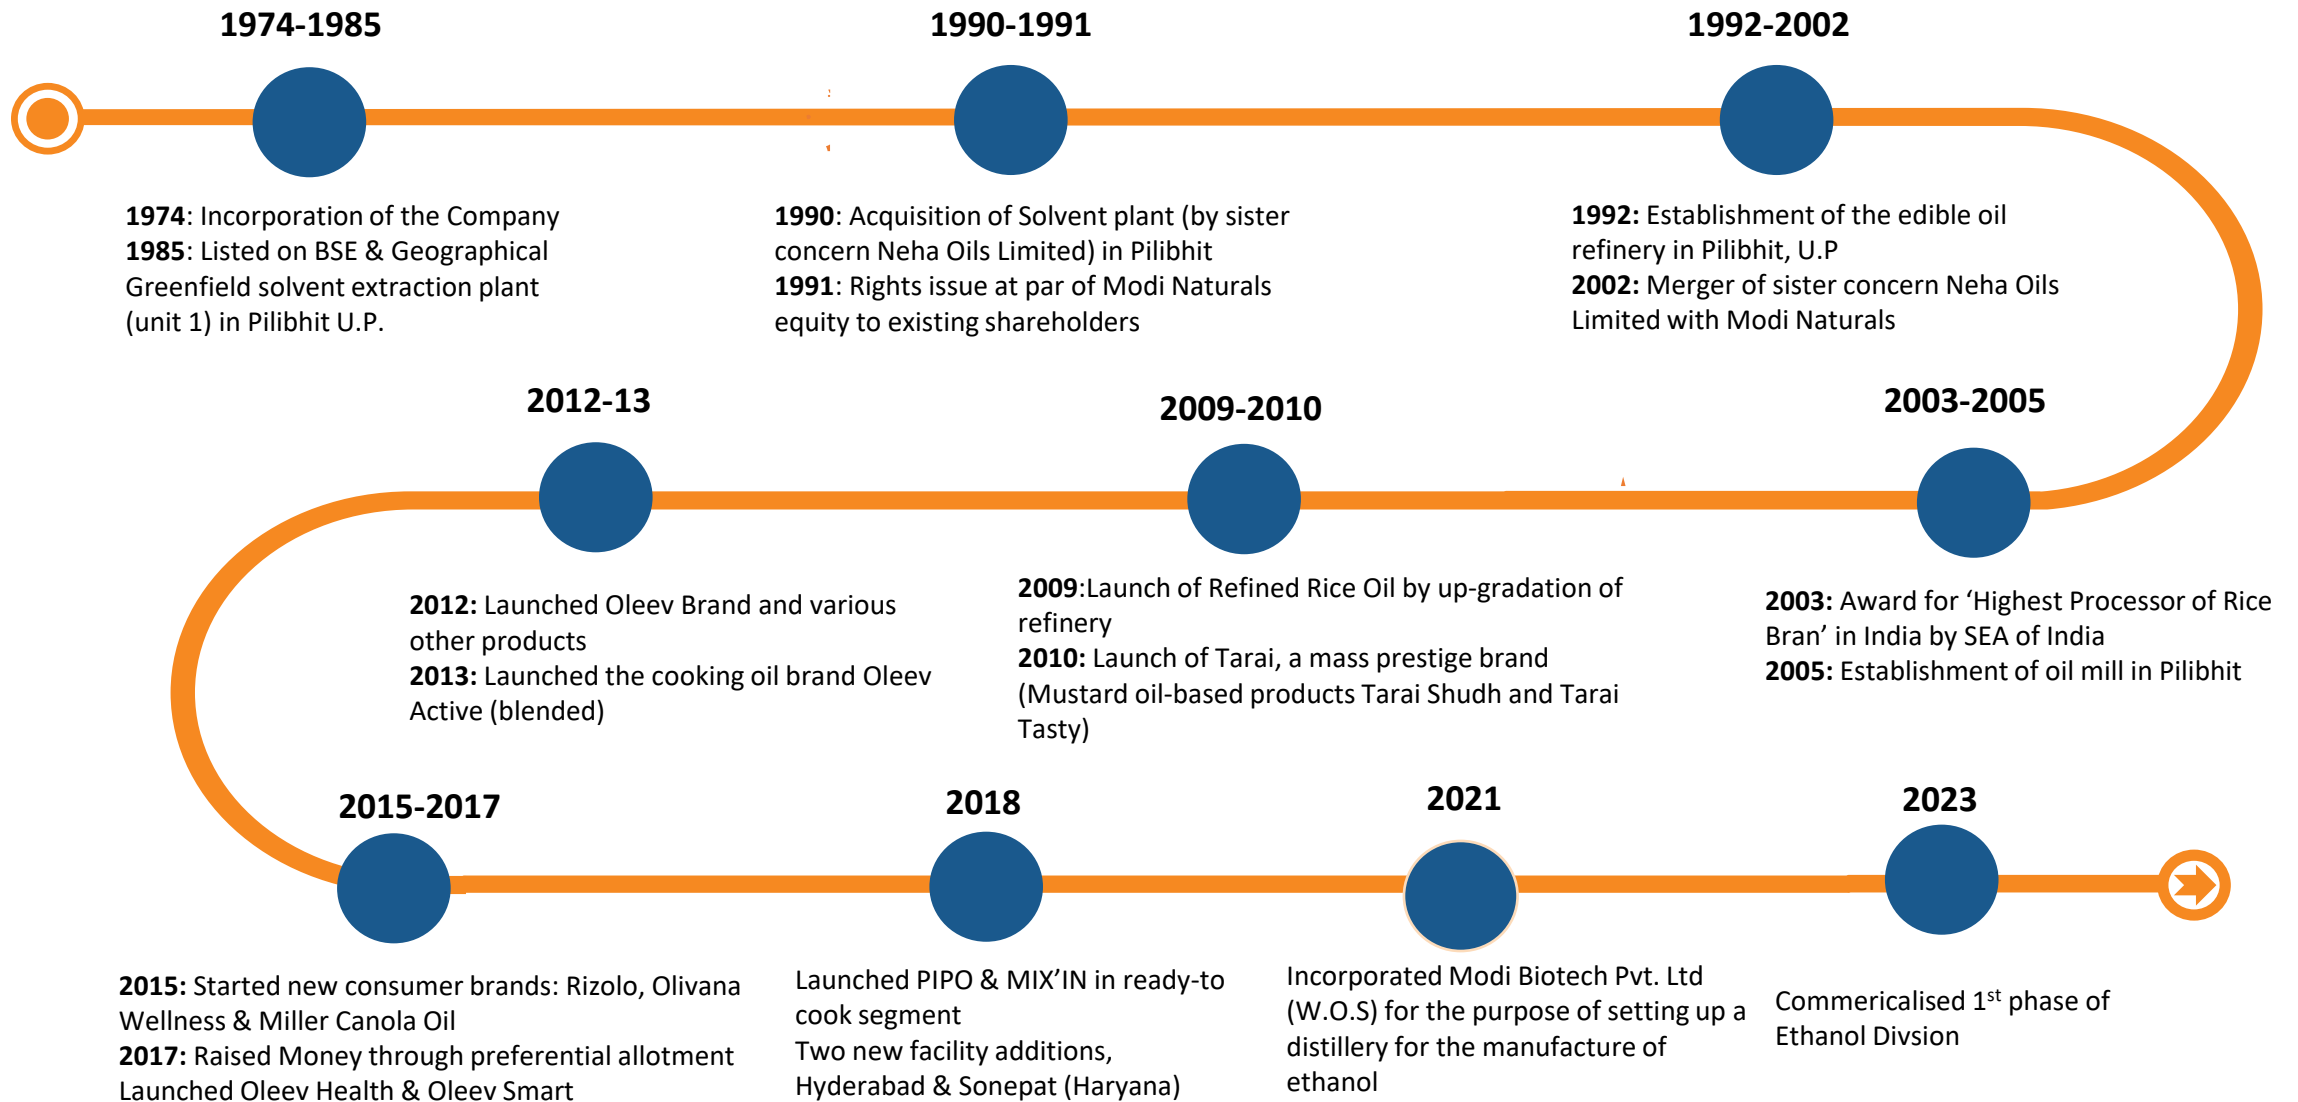 1974-1985
1974: Incorporation of the Company
1985: Listed on BSE & Geographical
Greenfield solvent extraction plant
(unit 1) in Pilibhit U.P.
1990-1991
1990: Acquisition of Solvent plant (by sister
concern Neha Oils Limited) in Pilibhit
1991: Rights issue at par of Modi Naturals
equity to existing shareholders
1992-2002
1992: Establishment of the edible oil
refinery in Pilibhit, U.P
2002: Merger of sister concern Neha Oils
Limited with Modi Naturals
2003-2005
2003: Award for ‘Highest Processor of Rice
Bran’ in India by SEA of India
2005: Establishment of oil mill in Pilibhit
2009-2010
2009:Launch of Refined Rice Oil by up-gradation of
refinery
2010: Launch of Tarai, a mass prestige brand
(Mustard oil-based products Tarai Shudh and Tarai
Tasty)
2012-13
2012: Launched Oleev Brand and various
other products
2013: Launched the cooking oil brand Oleev
Active (blended)
2015-2017
2015: Started new consumer brands: Rizolo, Olivana
Wellness & Miller Canola Oil
2017: Raised Money through preferential allotment
Launched Oleev Health & Oleev Smart
2018
Launched PIPO & MIX’IN in ready-to
cook segment
Two new facility additions,
Hyderabad & Sonepat (Haryana)
2021
Incorporated Modi Biotech Pvt. Ltd
(W.O.S) for the purpose of setting up a
distillery for the manufacture of
ethanol
2023
Commericalised 1st phase of
Ethanol Divsion